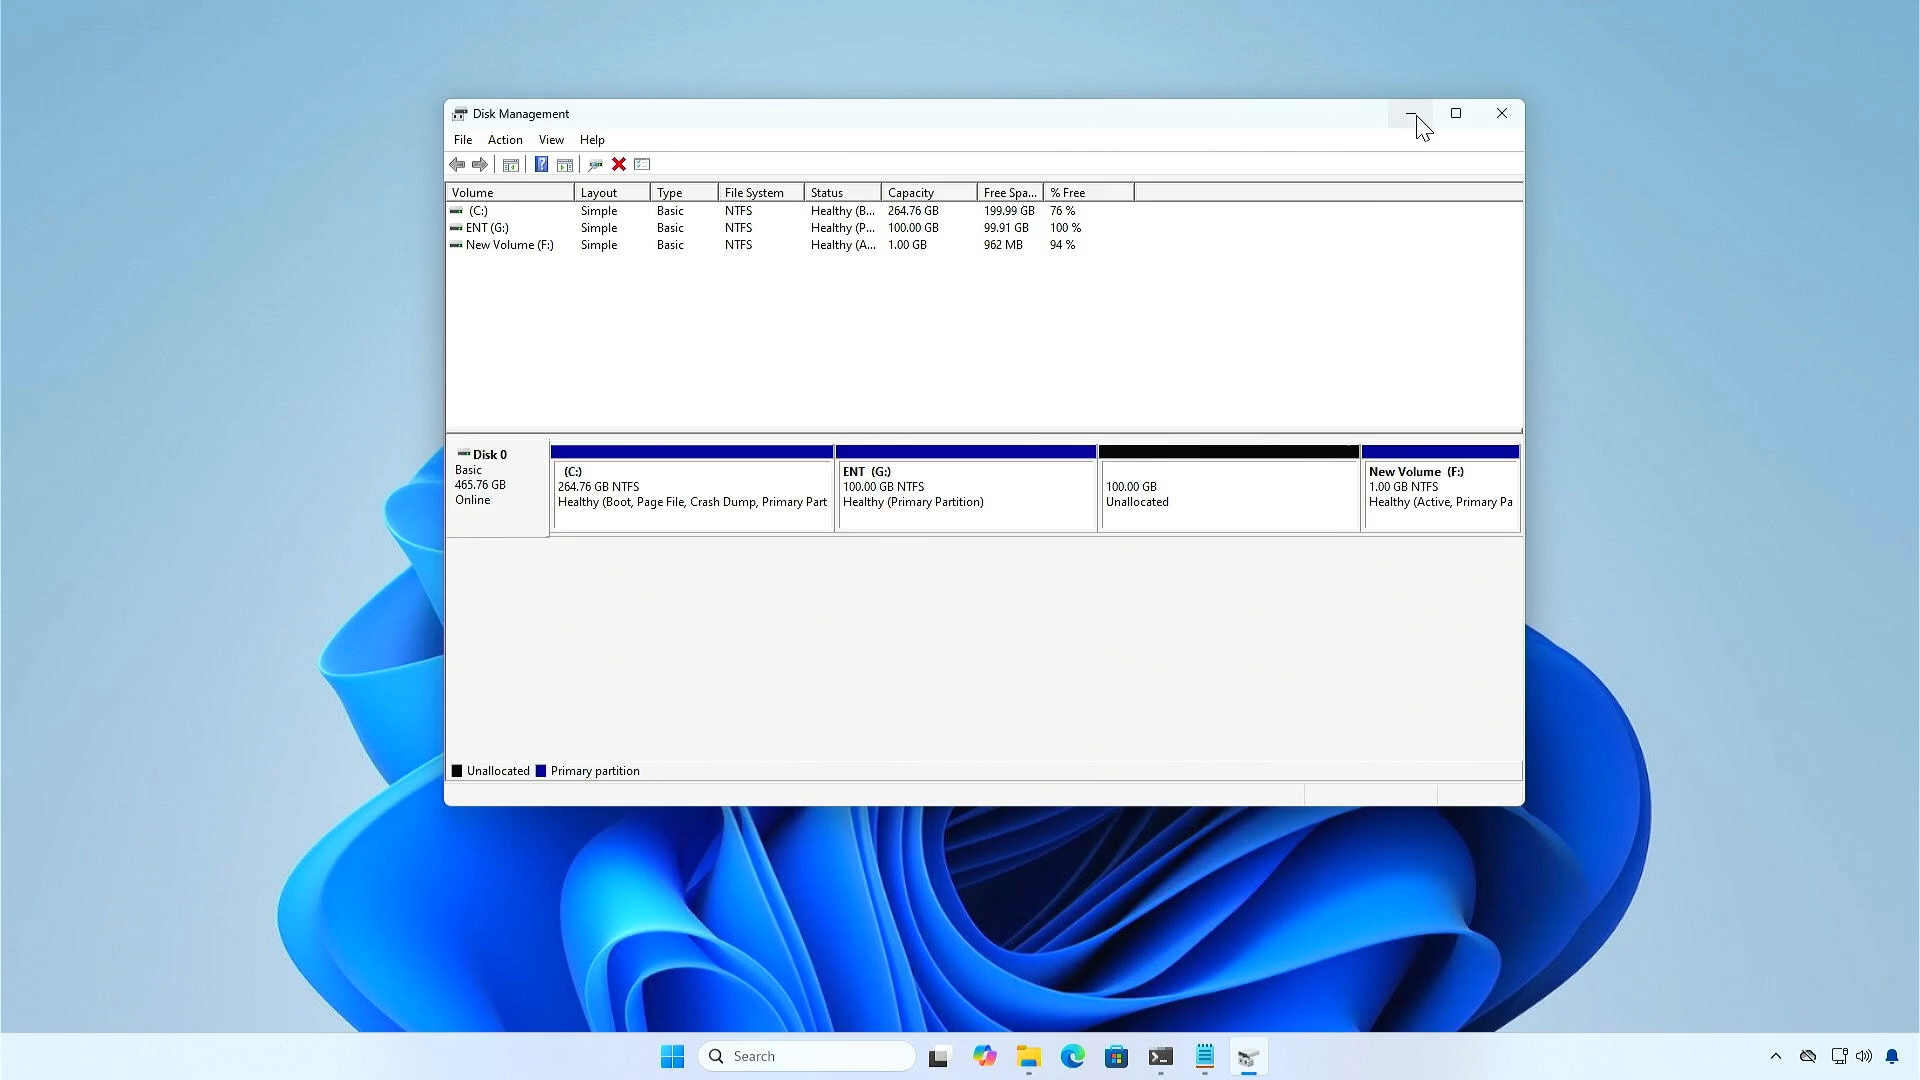 Disk Management
File Action View Help
Volume Layout Type File System Status Capacity Free Spa... % Free
(C:) Simple Basic NTFS Healthy (B... 264.76 GB 199.99 GB 76 %
ENT (G:) Simple Basic NTFS Healthy (P... 100.00 GB 99.91 GB 100 %
New Volume (F:) Simple Basic NTFS Healthy (A... 1.00 GB 962 MB 94 %
Disk 0
Basic
465.76 GB
Online
(C:)
264.76 GB NTFS
Healthy (Boot, Page File, Crash Dump, Primary Part
ENT (G:)
100.00 GB NTFS
Healthy (Primary Partition)
100.00 GB
Unallocated
New Volume (F:)
1.00 GB NTFS
Healthy (Active, Primary Pa
Unallocated Primary partition
Search